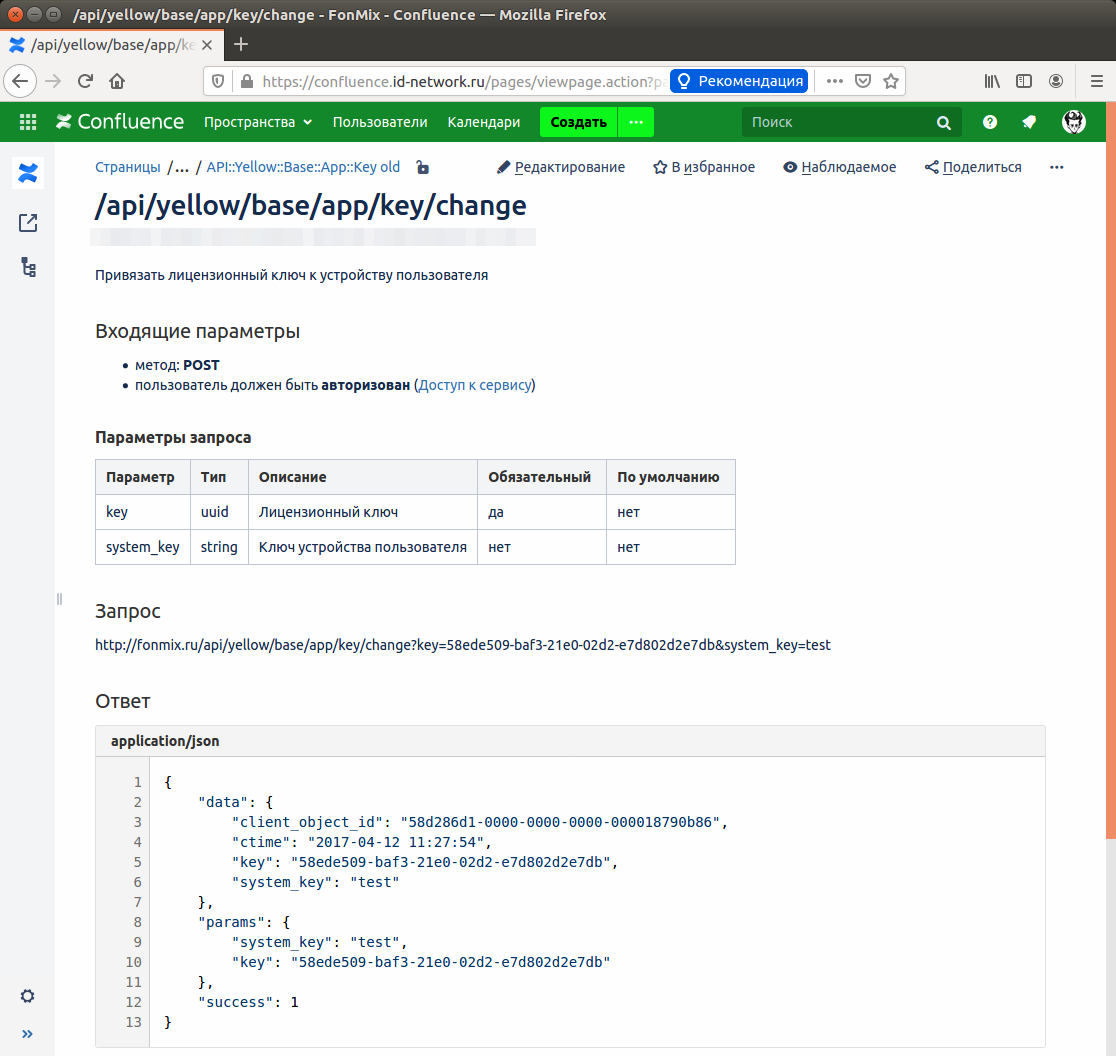 /api/yellow/base/app/key/change - FonMix - Confluence — Mozilla Firefox
/api/yellow/base/app/ke
https://confluence.id-network.ru/pages/viewpage.action?p Рекомендация
Confluence Пространства Пользователи Календари Создать Поиск
Страницы /... / API::Yellow::Base::App::Key old Редактирование В избранное Наблюдаемое Поделиться
/api/yellow/base/app/key/change
Привязать лицензионный ключ к устройству пользователя
Входящие параметры
• метод: POST
• пользователь должен быть авторизован (Доступ к сервису)
Параметры запроса
Параметр Тип Описание Обязательный По умолчанию
key uuid Лицензионный ключ да нет
system_key string Ключ устройства пользователя нет нет
Запрос
http://fonmix.ru/api/yellow/base/app/key/change?key=58ede509-baf3-21e0-02d2-e7d802d2e7db&system_key=test
Ответ
application/json
1 {
2 "data": {
3 "client_object_id": "58d286d1-0000-0000-0000-000018790b86",
4 "ctime": "2017-04-12 11:27:54",
5 "key": "58ede509-baf3-21e0-02d2-e7d802d2e7db",
6 "system_key": "test"
7 },
8 "params": {
9 "system_key": "test",
10 "key": "58ede509-baf3-21e0-02d2-e7d802d2e7db"
11 },
12 "success": 1
13 }